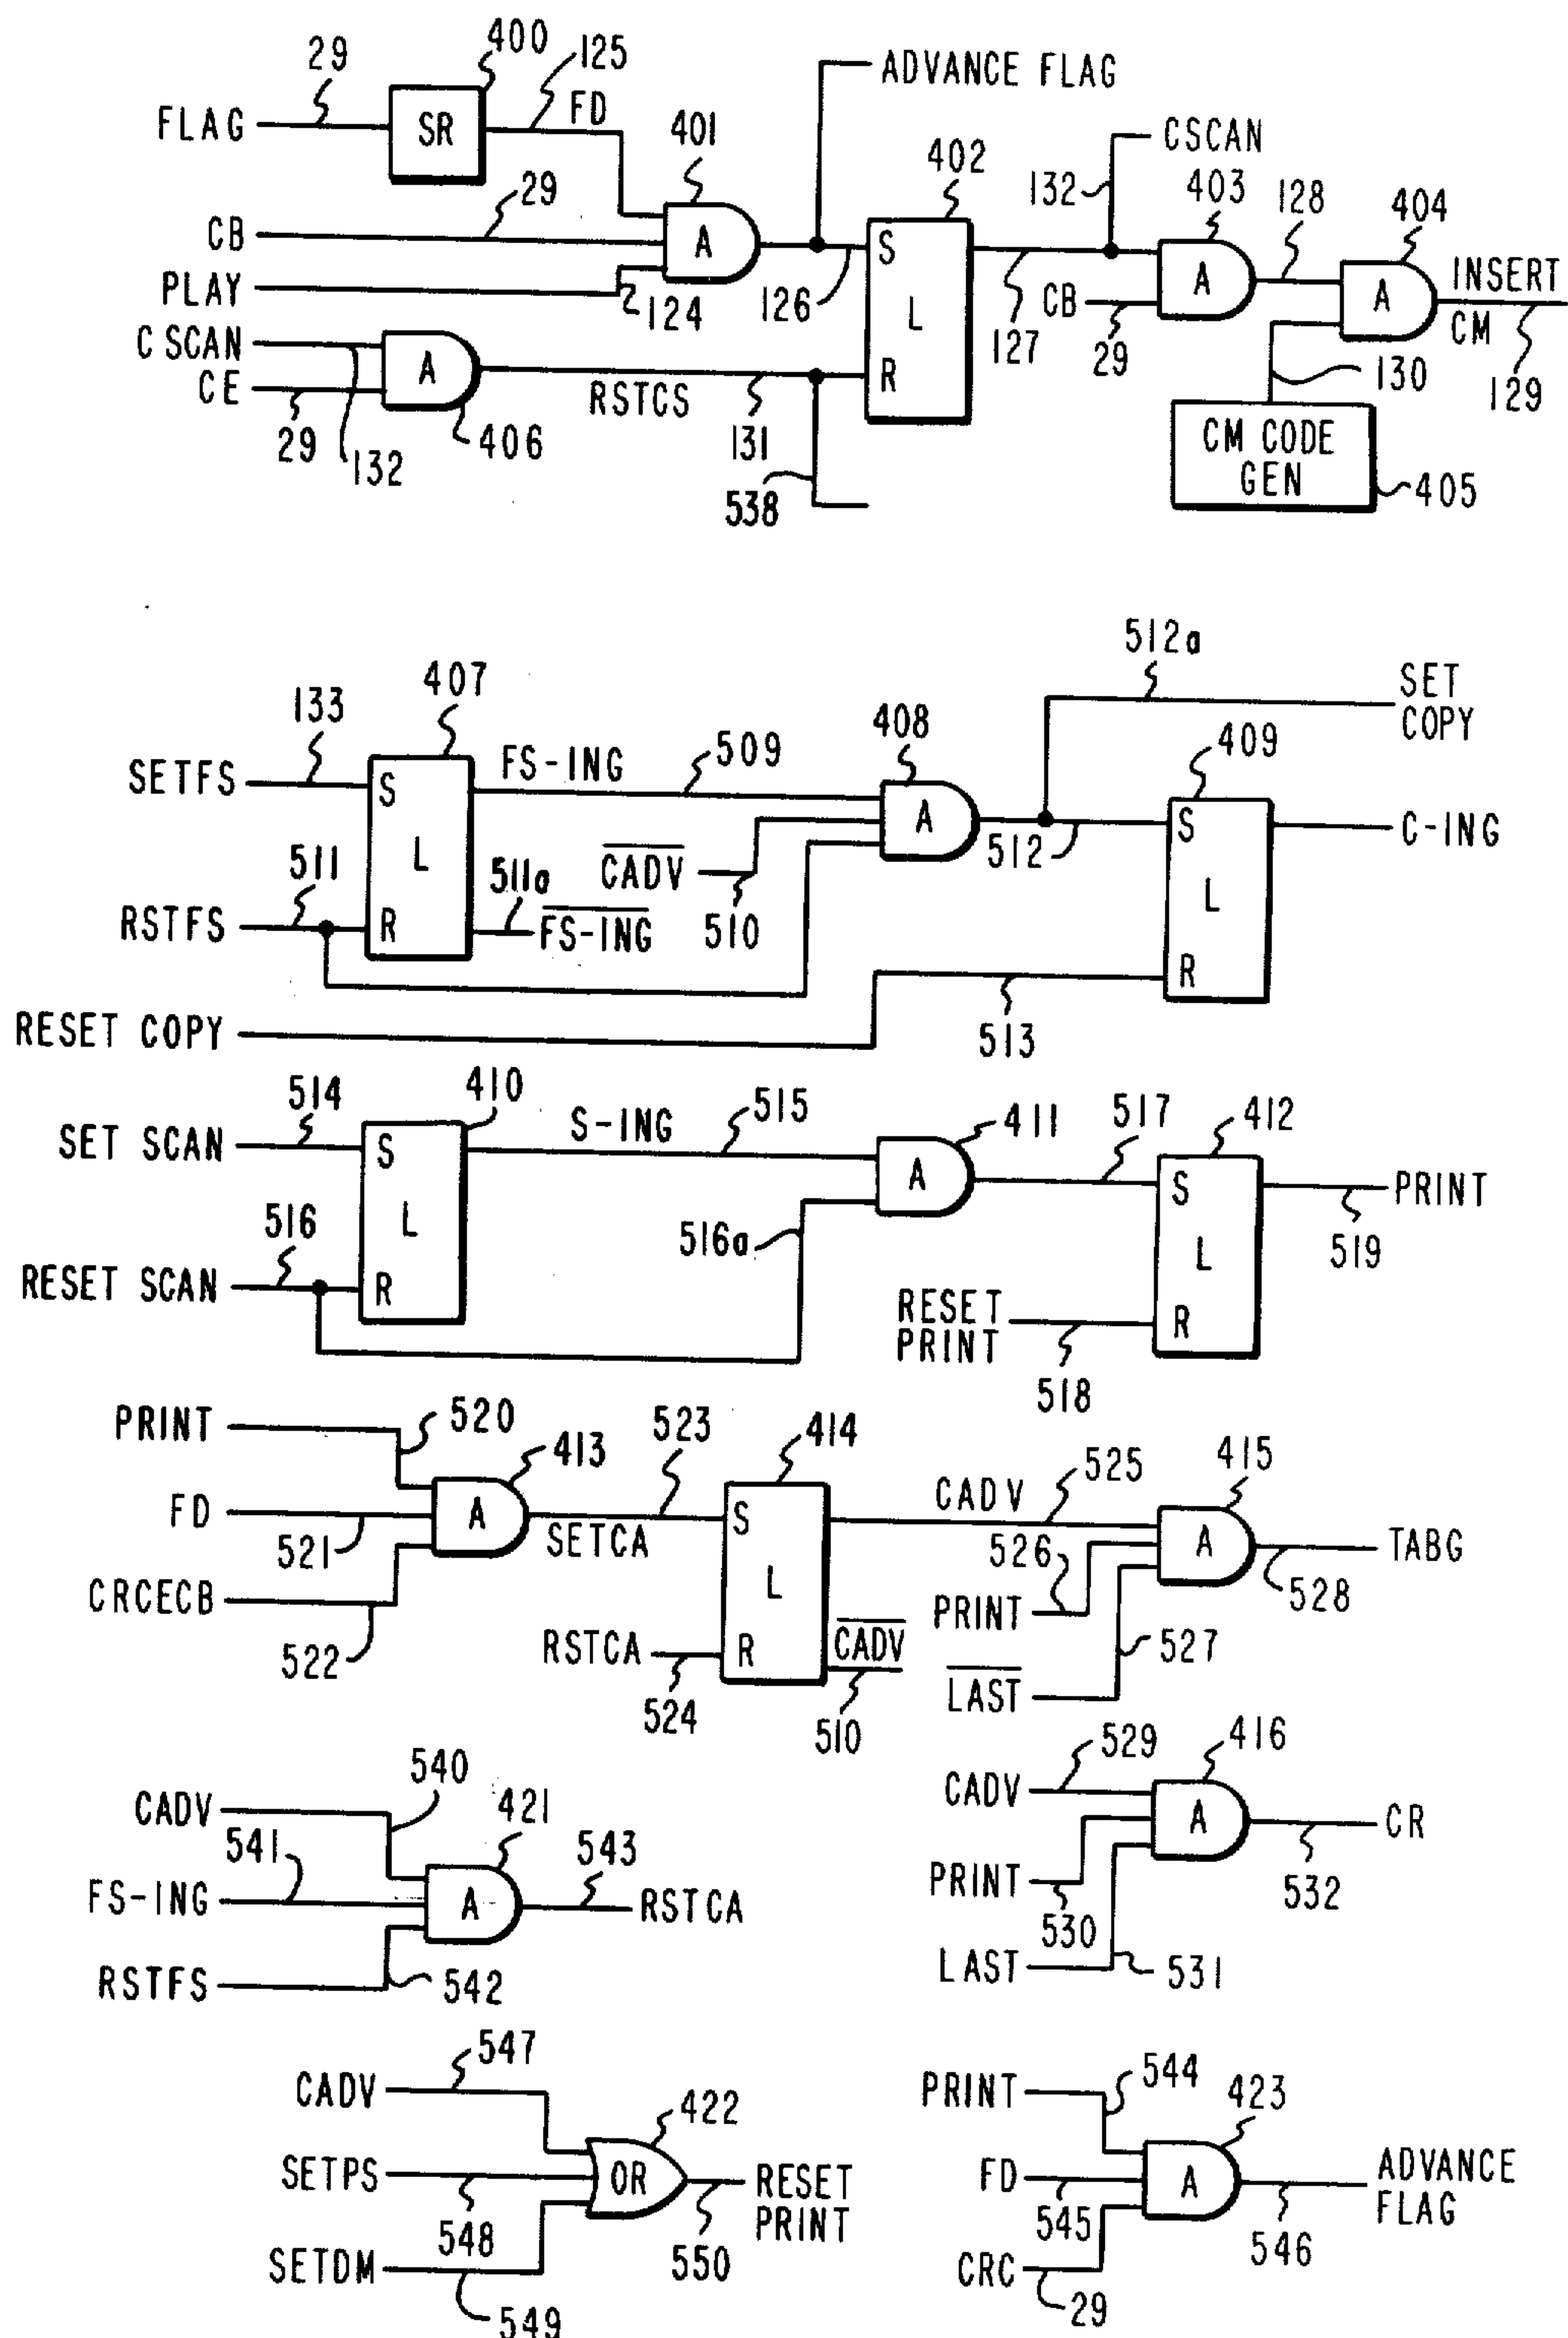 29
400
125
ADVANCE FLAG
FLAG
SR
FD
401
CSCAN
402
132
403
CB
29
A
S
128
404
PLAY
124
126
L
127
CB
29
A
A
INSERT
CM
129
C SCAN
CE
A
RSTCS
R
130
29
132
406
131
538
CM CODE
GEN
405
512a
SET
COPY
133
407
408
409
SETFS
S
FS-ING
509
A
S
C-ING
512
L
511
511a
CADV
510
L
RSTFS
R
FS-ING
R
RESET COPY
513
514
410
SET SCAN
S
S-ING
515
411
517
412
A
S
PRINT
519
L
516
516a
L
RESET SCAN
R
RESET
PRINT
R
518
PRINT
520
413
523
414
415
FD
A
S
CADV
525
A
TABG
521
SETCA
526
528
CRCECB
L
PRINT
522
RSTCA
R
CADV
527
524
510
LAST
540
529
416
CADV
421
CADV
A
CR
541
543
532
FS-ING
A
RSTCA
PRINT
530
RSTFS
542
LAST
531
547
544
CADV
422
PRINT
423
SETPS
OR
RESET
PRINT
FD
A
ADVANCE
FLAG
548
550
545
546
SETDM
CRC
549
29